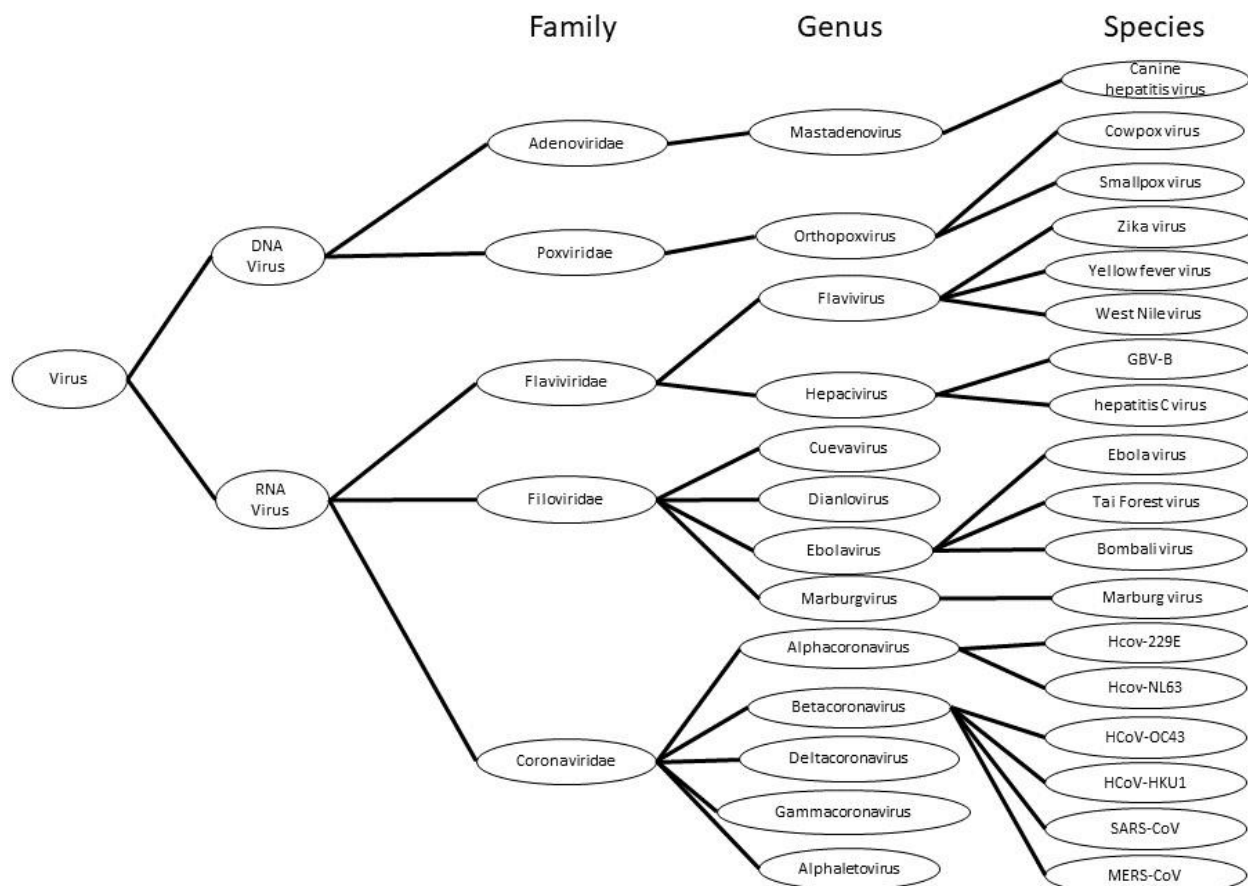 Family
Genus
Species
Canine
hepatitis virus
Adenoviridae
Mastadenovirus
Cowpox virus
Smallpox virus
DNA
Virus
Poxviridae
Orthopoxvirus
Zika virus
Yellow fever virus
Flavivirus
West Nile virus
Virus
Flaviviridae
GBV-B
Hepacivirus
hepatitis C virus
Cuevavirus
Ebola virus
RNA
Virus
Filoviridae
Dianlovirus
Tai Forest virus
Ebolavirus
Bombali virus
Marburgvirus
Marburg virus
Alphacoronavirus
Hcov-229E
Hcov-NL63
Betacoronavirus
HCoV-OC43
Coronaviridae
Deltacoronavirus
HCoV-HKU1
Gammacoronavirus
SARS-CoV
Alphaletovirus
MERS-CoV